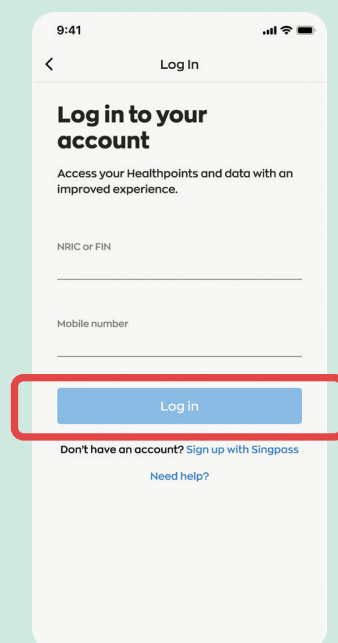 9:41
Log In
Log in to your
account
Access your Healthpoints and data with an
improved experience.
NRIC or FIN
Mobile number
Log in
Don't have an account? Sign up with Singpass
Need help?